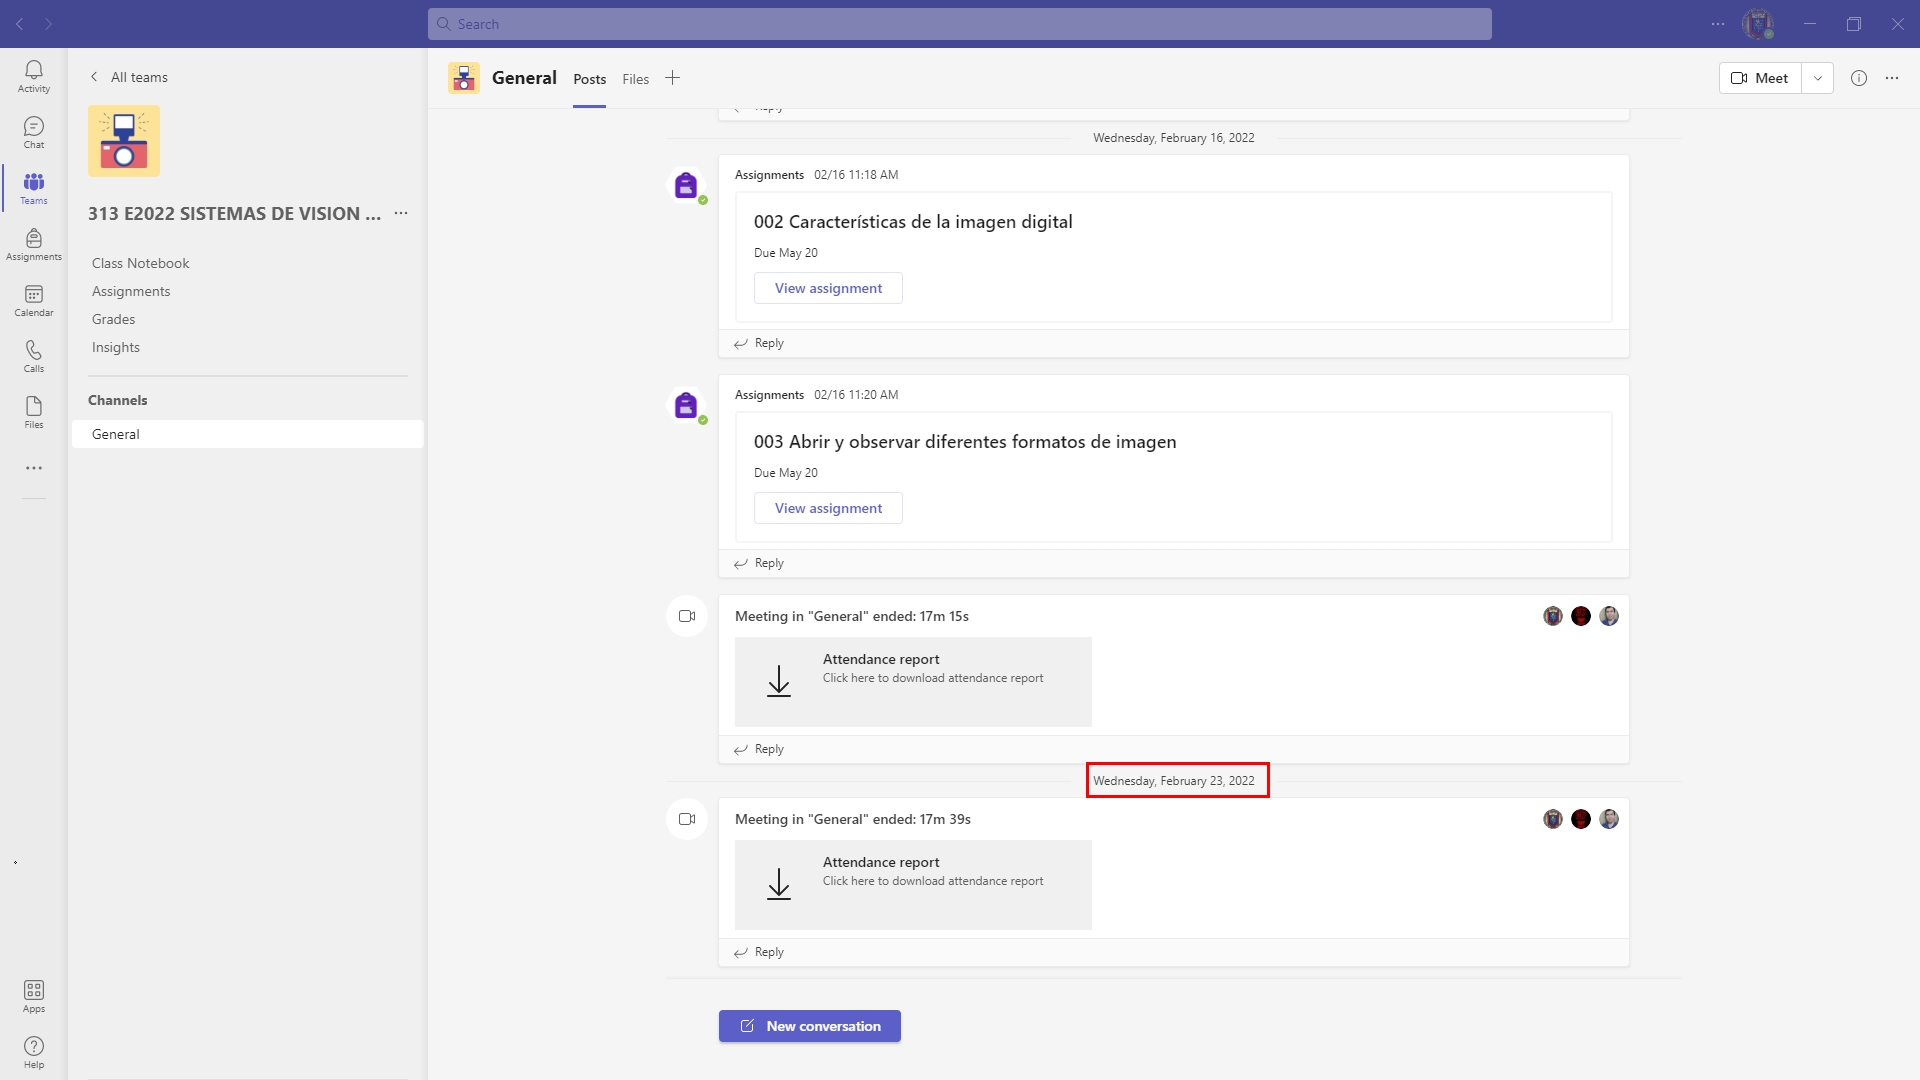 Search
Activity
Chat
Teams
Assignments
Calendar
Calls
Files
Apps
Help
All teams
313 E2022 SISTEMAS DE VISION ...
Class Notebook
Assignments
Grades
Insights
Channels
General
General
Posts
Files
Meet
Wednesday, February 16, 2022
Assignments 02/16 11:18 AM
002 Características de la imagen digital
Due May 20
View assignment
Reply
Assignments 02/16 11:20 AM
003 Abrir y observar diferentes formatos de imagen
Due May 20
View assignment
Reply
Meeting in "General" ended: 17m 15s
Attendance report
Click here to download attendance report
Reply
Wednesday, February 23, 2022
Meeting in "General" ended: 17m 39s
Attendance report
Click here to download attendance report
Reply
New conversation